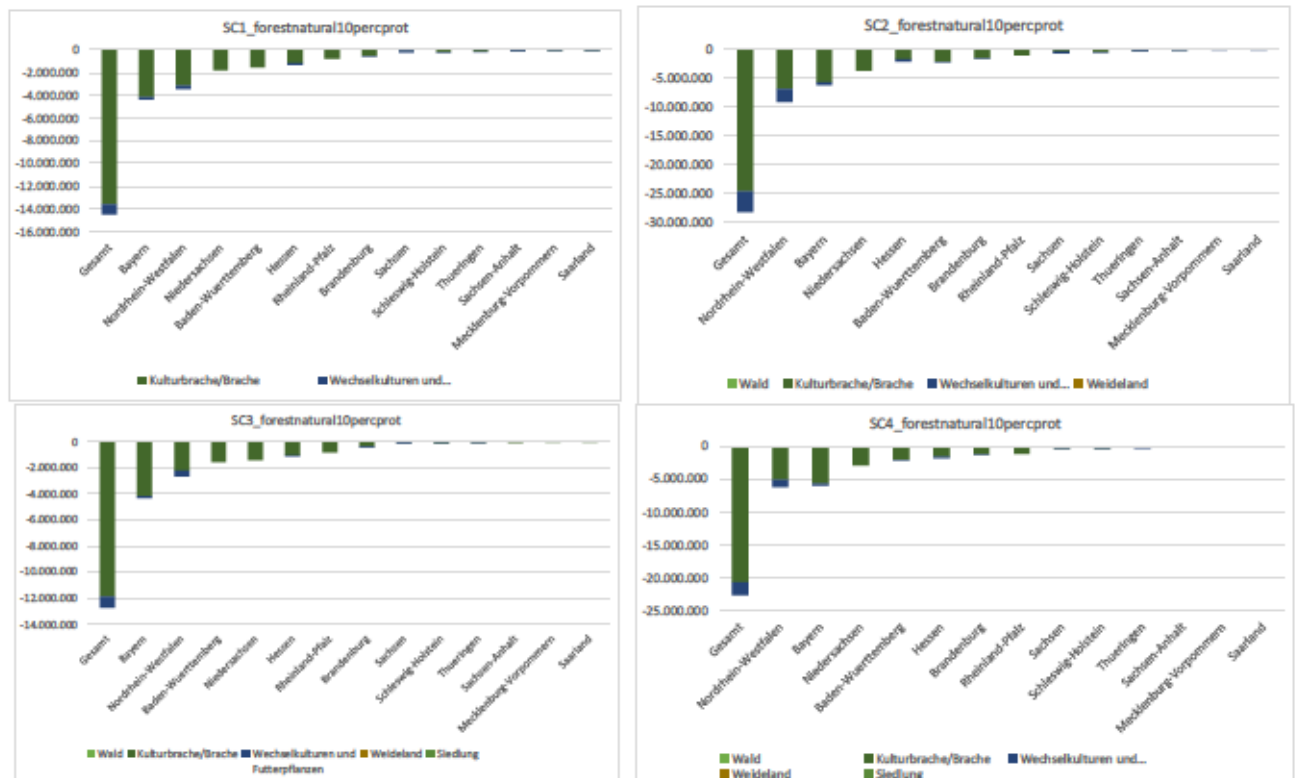 SC1_forestnatural10percprot
0
-2.000.000
-4.000.000
-6.000.000
-8.000.000
-10.000.000
-12.000.000
-14.000.000
-16.000.000
Gesamt
Bayern
Nordrhein-Westfalen
Niedersachsen
Baden-Wuerttemberg
Hessen
Rheinland-Pfalz
Brandenburg
Sachsen
Schleswig-Holstein
Thueringen
Sachsen-Anhalt
Mecklenburg-Vorpommern
Saarland
Kulturbrache/Brache Wechselkulturen und...
SC2_forestnatural10percprot
0
-5.000.000
-10.000.000
-15.000.000
-20.000.000
-25.000.000
-30.000.000
Gesamt
Nordrhein-Westfalen
Bayern
Niedersachsen
Hessen
Baden-Wuerttemberg
Brandenburg
Rheinland-Pfalz
Sachsen
Schleswig-Holstein
Thueringen
Sachsen-Anhalt
Mecklenburg-Vorpommern
Saarland
Wald Kulturbrache/Brache Wechselkulturen und... Weideland
SC3_forestnatural10percprot
0
-2.000.000
-4.000.000
-6.000.000
-8.000.000
-10.000.000
-12.000.000
-14.000.000
Gesamt
Bayern
Nordrhein-Westfalen
Baden-Wuerttemberg
Niedersachsen
Hessen
Rheinland-Pfalz
Brandenburg
Sachsen
Schleswig-Holstein
Thueringen
Sachsen-Anhalt
Mecklenburg-Vorpommern
Saarland
Wald Kulturbrache/Brache Wechselkulturen und Weideland Siedlung
Futterpflanzen
SC4_forestnatural10percprot
0
-5.000.000
-10.000.000
-15.000.000
-20.000.000
-25.000.000
Gesamt
Nordrhein-Westfalen
Bayern
Niedersachsen
Baden-Wuerttemberg
Hessen
Brandenburg
Rheinland-Pfalz
Sachsen
Schleswig-Holstein
Thueringen
Sachsen-Anhalt
Mecklenburg-Vorpommern
Saarland
Wald Kulturbrache/Brache Wechselkulturen und...
Weideland Siedlung